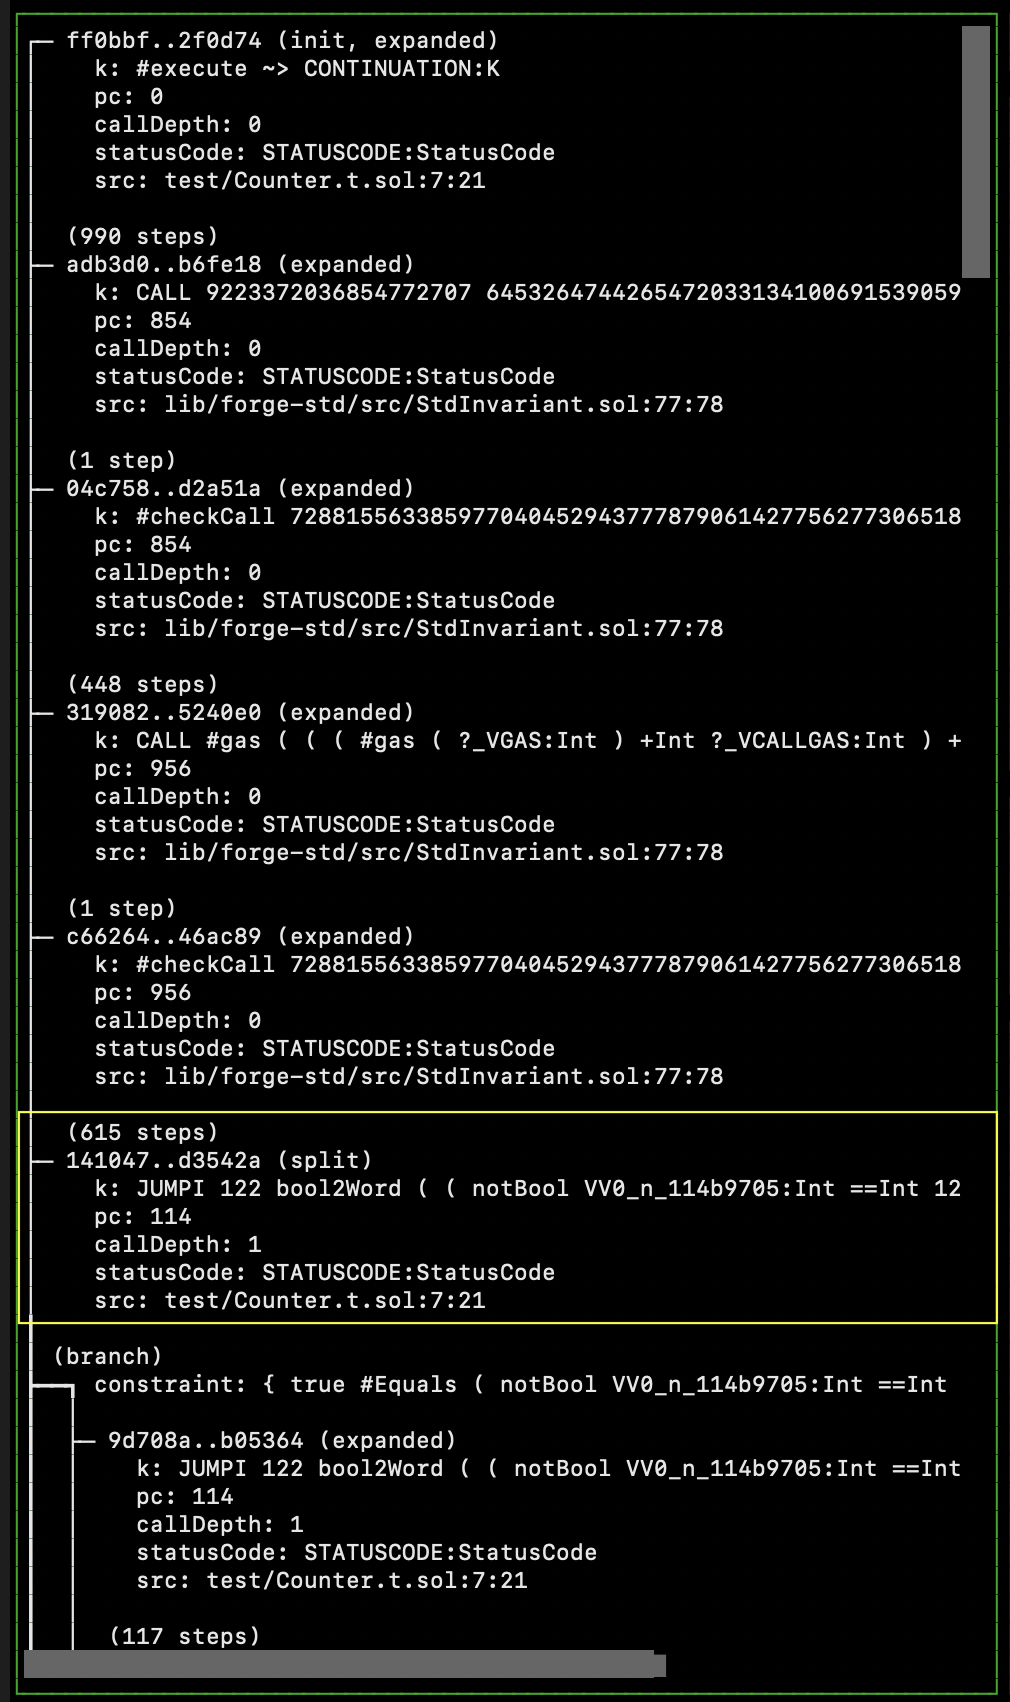 ff0bbf..2f0d74 (init, expanded)
k: #execute ~> CONTINUATION:K
pc: 0
callDepth: 0
statusCode: STATUSCODE:StatusCode
src: test/Counter.t.sol:7:21
(990 steps)
adb3d0..b6fe18 (expanded)
k: CALL 9223372036854772707 645326474426547203313410069153905​9
pc: 854
callDepth: 0
statusCode: STATUSCODE:StatusCode
src: lib/forge-std/src/StdInvariant.sol:77:78
(1 step)
04c758..d2a51a (expanded)
k: #checkCall 728815563385977040452943777879061427756277306518
pc: 854
callDepth: 0
statusCode: STATUSCODE:StatusCode
src: lib/forge-std/src/StdInvariant.sol:77:78
(448 steps)
319082..5240e0 (expanded)
k: CALL #gas ( ( ( #gas ( ?_VGAS:Int ) +Int ?_VCALLGAS:Int ) +
pc: 956
callDepth: 0
statusCode: STATUSCODE:StatusCode
src: lib/forge-std/src/StdInvariant.sol:77:78
(1 step)
c66264..46ac89 (expanded)
k: #checkCall 728815563385977040452943777879061427756277306518
pc: 956
callDepth: 0
statusCode: STATUSCODE:StatusCode
src: lib/forge-std/src/StdInvariant.sol:77:78
(615 steps)
141047..d3542a (split)
k: JUMPI 122 bool2Word ( ( notBool VV0_n_114b9705:Int ==Int 12
pc: 114
callDepth: 1
statusCode: STATUSCODE:StatusCode
src: test/Counter.t.sol:7:21
(branch)
constraint: { true #Equals ( notBool VV0_n_114b9705:Int ==Int
9d708a..b05364 (expanded)
k: JUMPI 122 bool2Word ( ( notBool VV0_n_114b9705:Int ==Int
pc: 114
callDepth: 1
statusCode: STATUSCODE:StatusCode
src: test/Counter.t.sol:7:21
(117 steps)